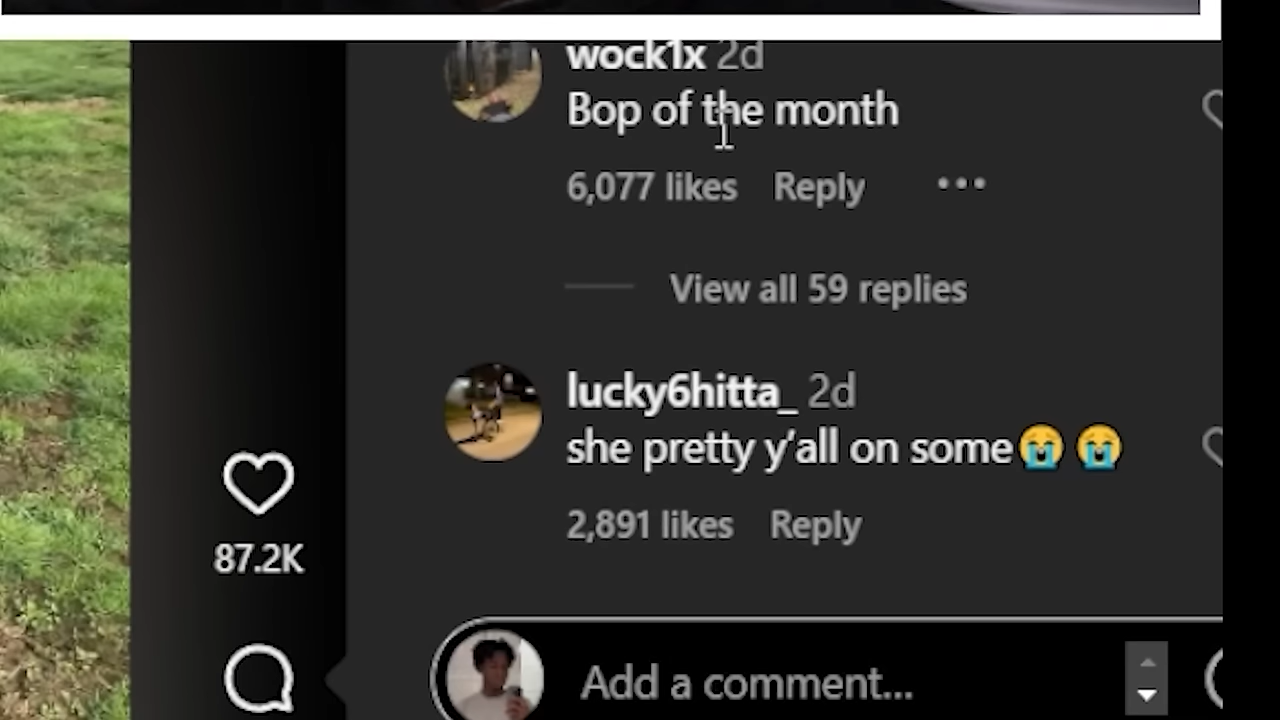 wock1x 2d
Bop of the month
6,077 likes Reply
View all 59 replies
lucky6hitta_ 2d
she pretty y'all on some😭😭
2,891 likes Reply
87.2K
Add a comment...